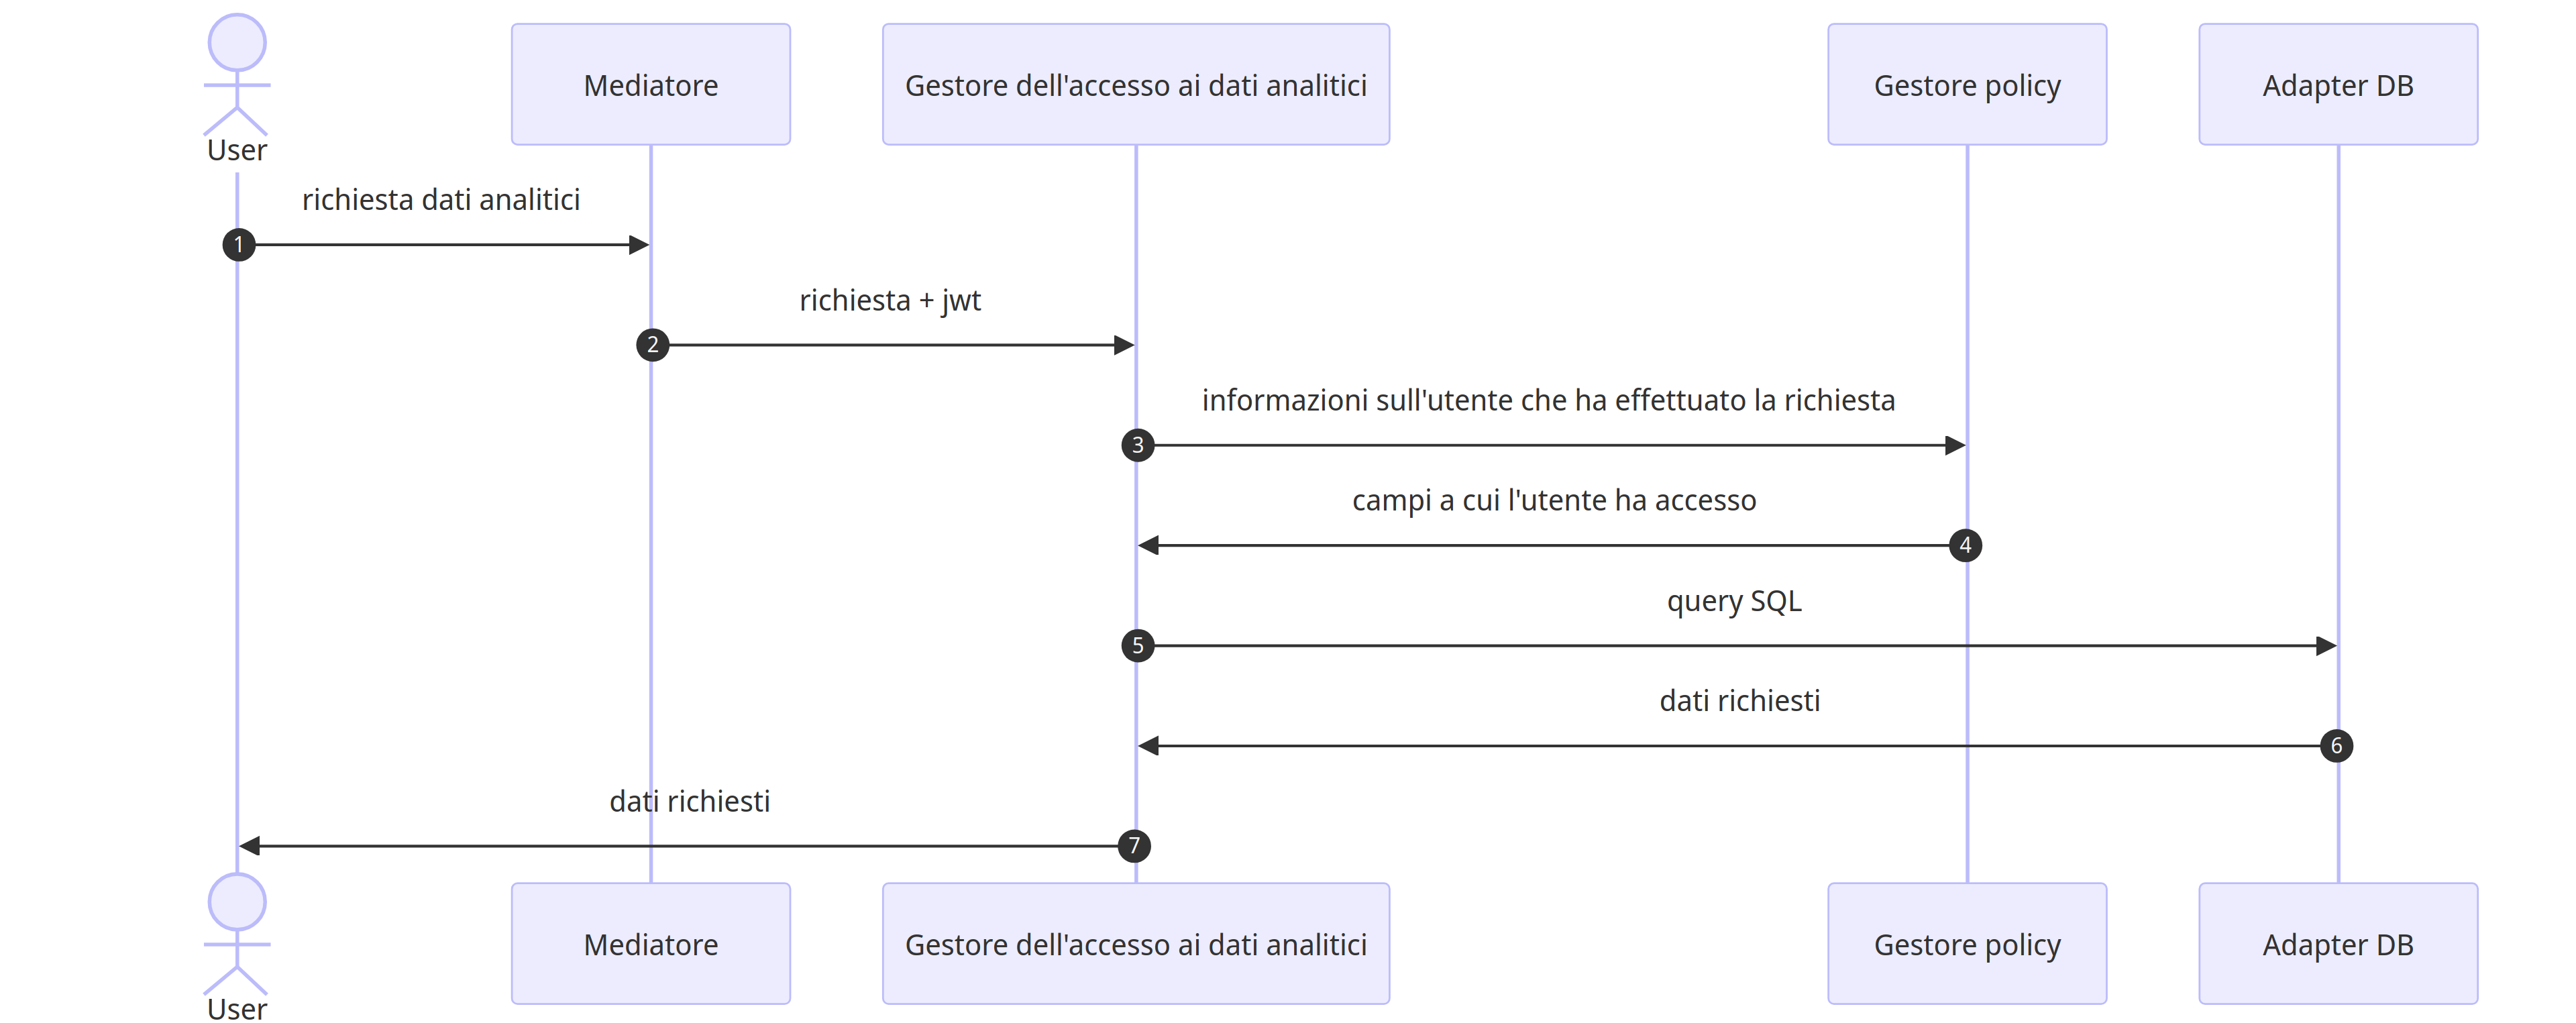 User
Mediatore
Gestore dell'accesso ai dati analitici
Gestore policy
Adapter DB
richiesta dati analitici
1
richiesta + jwt
2
informazioni sull'utente che ha effettuato la richiesta
3
campi a cui l'utente ha accesso
4
query SQL
5
dati richiesti
6
dati richiesti
7
User
Mediatore
Gestore dell'accesso ai dati analitici
Gestore policy
Adapter DB